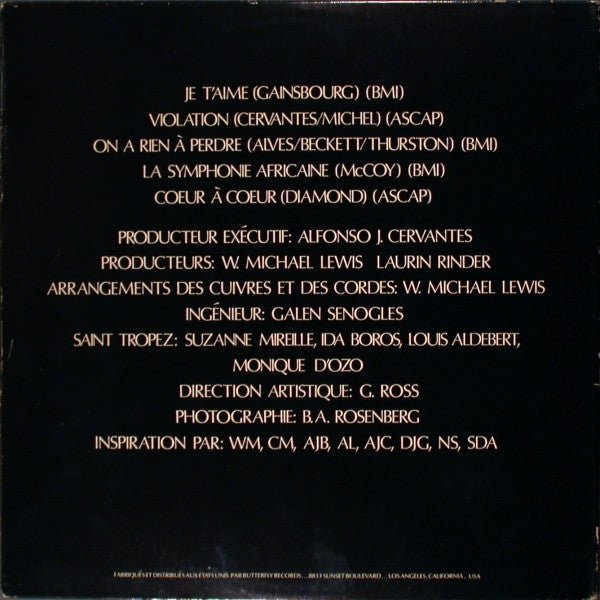 JE T'AIME (GAINSBOURG) (BMI)
VIOLATION (CERVANTES/MICHEL) (ASCAP)
ON A RIEN À PERDRE (ALVES/BECKETT/THURSTON) (BMI)
LA SYMPHONIE AFRICAINE (McCOY) (BMI)
COEUR À COEUR (DIAMOND) (ASCAP)
PRODUCTEUR EXÉCUTIF: ALFONSO J. CERVANTES
PRODUCTEURS: W. MICHAEL LEWIS LAURIN RINDER
ARRANGEMENTS DES CUIVRES ET DES CORDES: W. MICHAEL LEWIS
INGÉNIEUR: GALEN SENOGLES
SAINT TROPEZ: SUZANNE MIREILLE, IDA BOROS, LOUIS ALDEBERT,
MONIQUE D'OZO
DIRECTION ARTISTIQUE: G. ROSS
PHOTOGRAPHIE: B.A. ROSENBERG
INSPIRATION PAR: WM, CM, AJB, AL, AJC, DJG, NS, SDA
FABRIQUÉS ET DISTRIBUÉS AUX ETATS UNIS PAR BUTTERFLY RECORDS ... 8833 SUNSET BOULEVARD ... LOS ANGELES, CALIFORNIA . USA